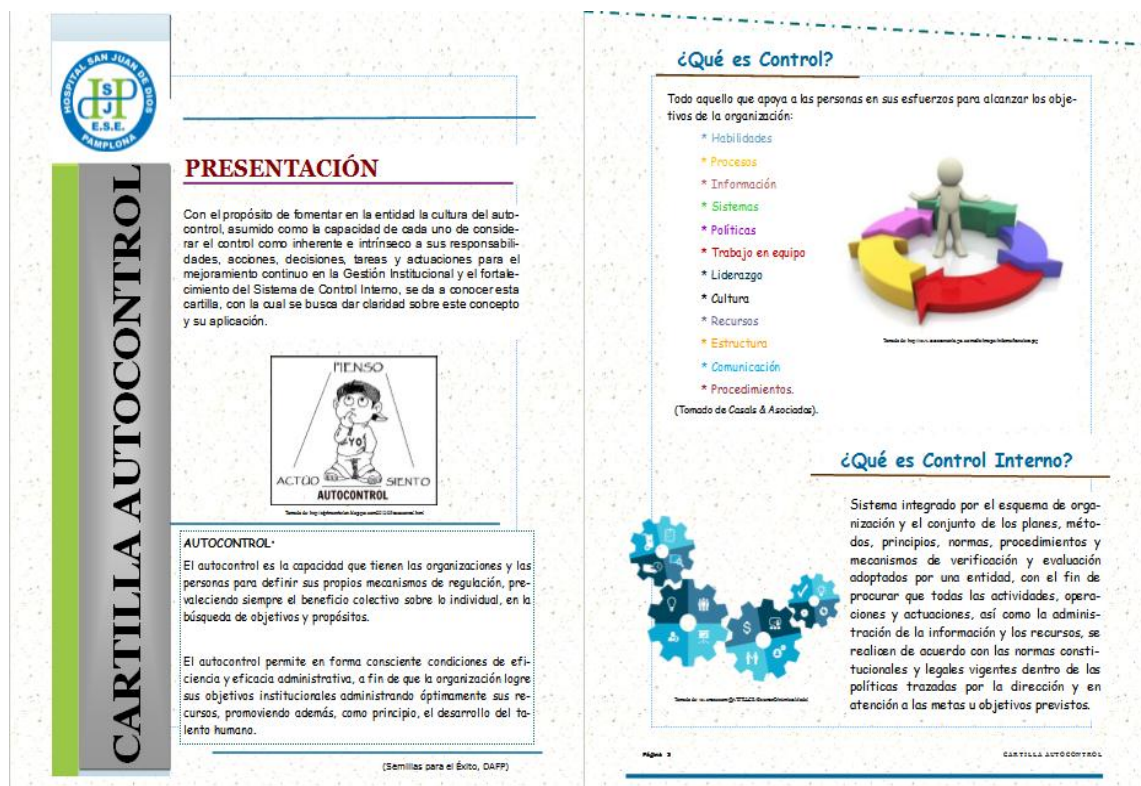 HOSPITAL SAN JUAN DE DIOS
S
J
E.S.E.
PAMPLONA
CARTILLA AUTOCONTROL
PRESENTACIÓN
Con el propósito de fomentar en la entidad la cultura del auto-
control, asumido como la capacidad de cada uno de conside-
rar el control como inherente e intrínseco a sus responsabili-
dades, acciones, decisiones, tareas y actuaciones para el
mejoramiento continuo en la Gestión Institucional y el fortale-
cimiento del Sistema de Control Interno, se da a conocer esta
cartilla, con la cual se busca dar claridad sobre este concepto
y su aplicación.
PIENSO
YO
ACTÚO
SIENTO
AUTOCONTROL
AUTOCONTROL·
El autocontrol es la capacidad que tienen las organizaciones y las
personas para definir sus propios mecanismos de regulación, pre-
valeciendo siempre el beneficio colectivo sobre lo individual, en la
búsqueda de objetivos y propósitos.
El autocontrol permite en forma consciente condiciones de efi-
ciencia y eficacia administrativa, a fin de que la organización logre
sus objetivos institucionales administrando óptimamente sus re-
cursos, promoviendo además, como principio, el desarrollo del ta-
lento humano.
(Semillas para el Éxito, DAFP)
¿Qué es Control?
Todo aquello que apoya a las personas en sus esfuerzos para alcanzar los obje-
tivos de la organización:
* Habilidades
* Procesos
* Información
* Sistemas
* Políticas
* Trabajo en equipo
* Liderazgo
* Cultura
* Recursos
* Estructura
* Comunicación
* Procedimientos.
(Tomado de Casals & Asociados).
¿Qué es Control Interno?
Sistema integrado por el esquema de orga-
nización y el conjunto de los planes, méto-
dos, principios, normas, procedimientos y
mecanismos de verificación y evaluación
adoptados por una entidad, con el fin de
procurar que todas las actividades, opera-
ciones y actuaciones, así como la adminis-
tración de la información y los recursos, se
realicen de acuerdo con las normas consti-
tucionales y legales vigentes dentro de las
políticas trazadas por la dirección y en
atención a las metas u objetivos previstos.
PÁGINA 2
CARTILLA AUTOCONTROL